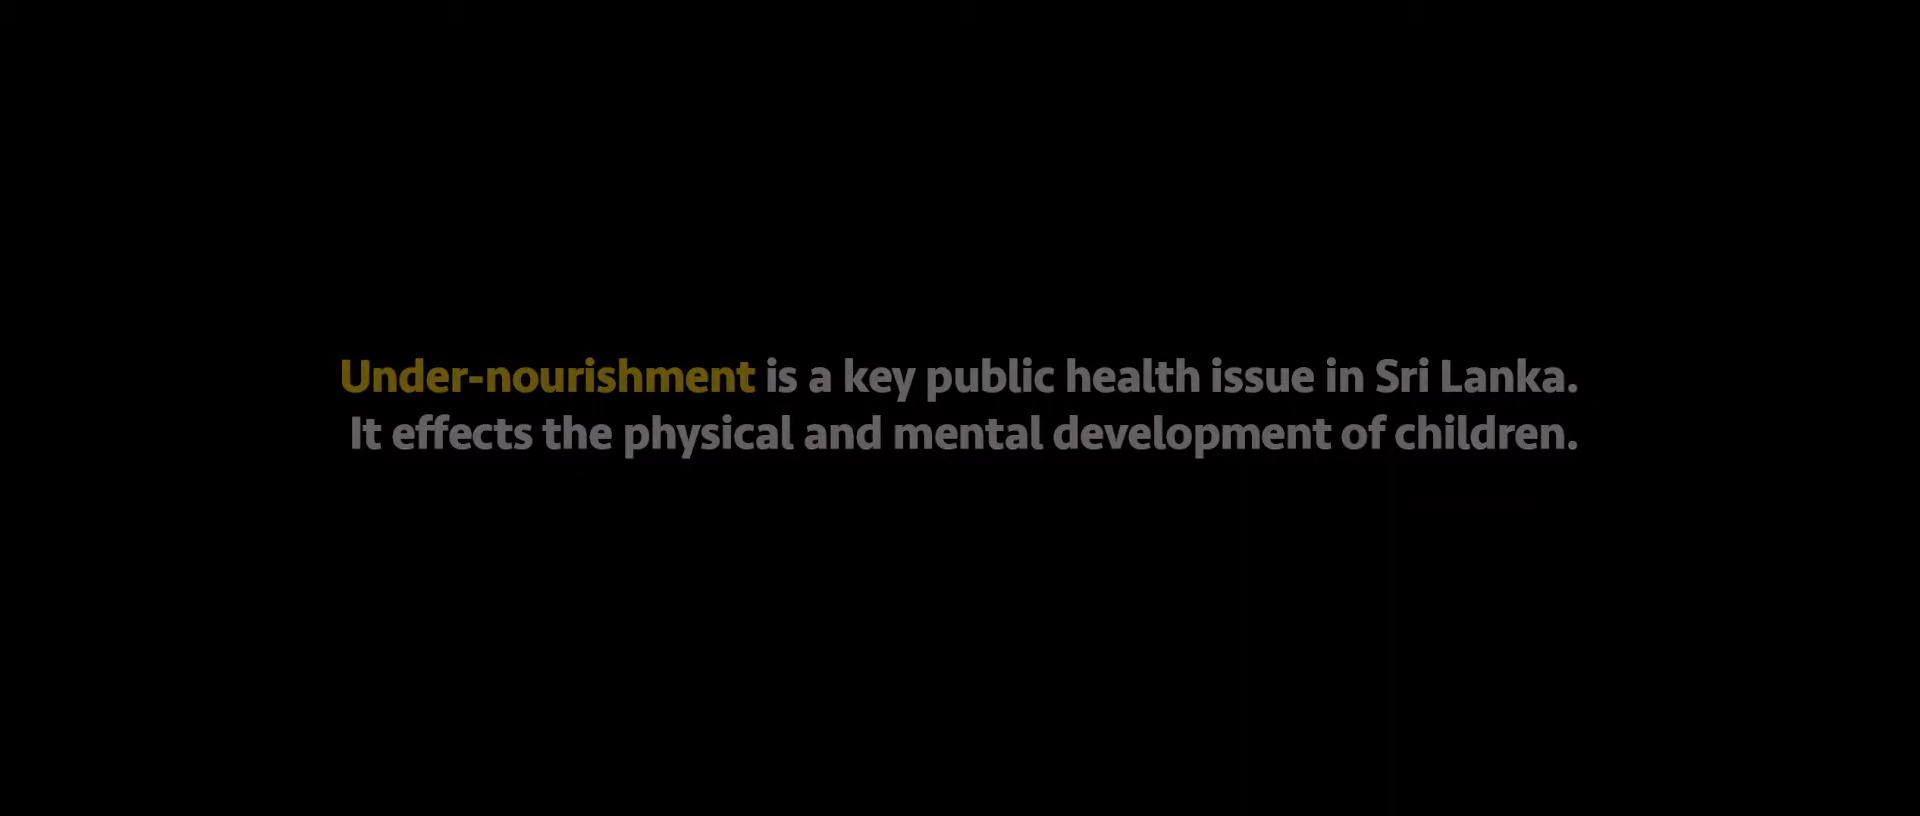 Under-nourishment is a key public health issue in Sri Lanka.
It effects the physical and mental development of children.